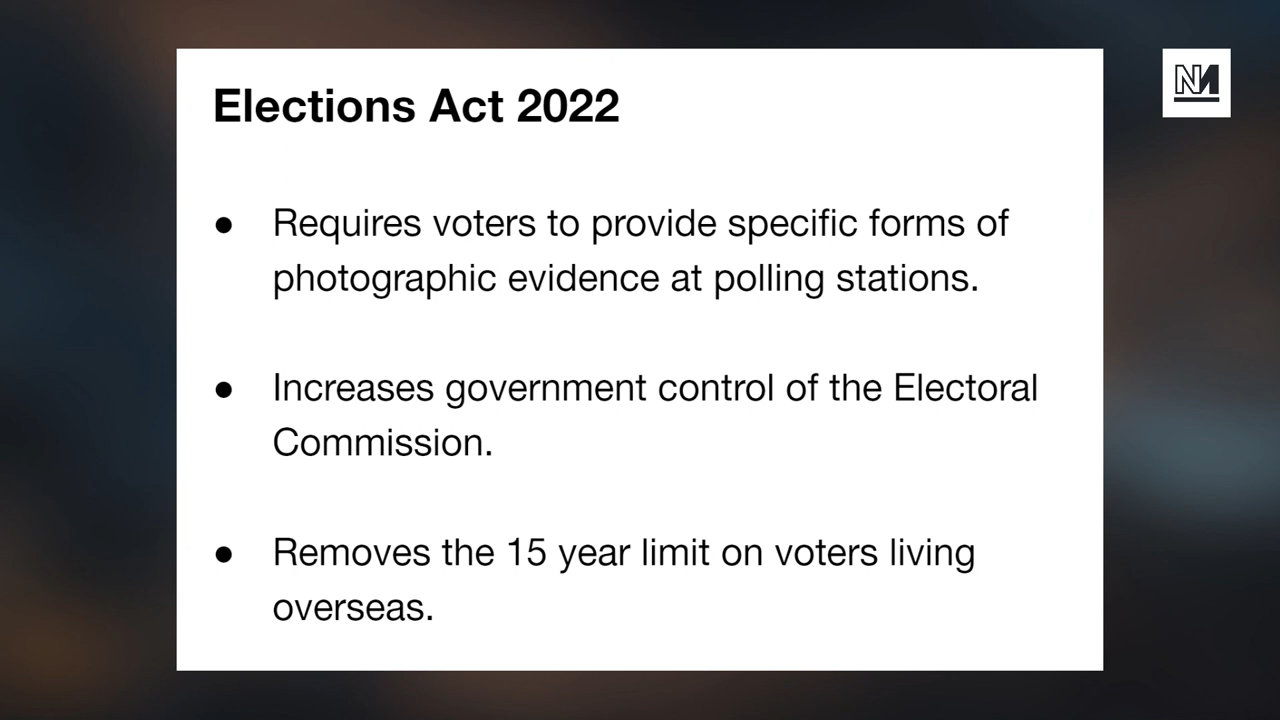 Elections Act 2022
NM
● Requires voters to provide specific forms of
photographic evidence at polling stations.
● Increases government control of the Electoral
Commission.
● Removes the 15 year limit on voters living
overseas.